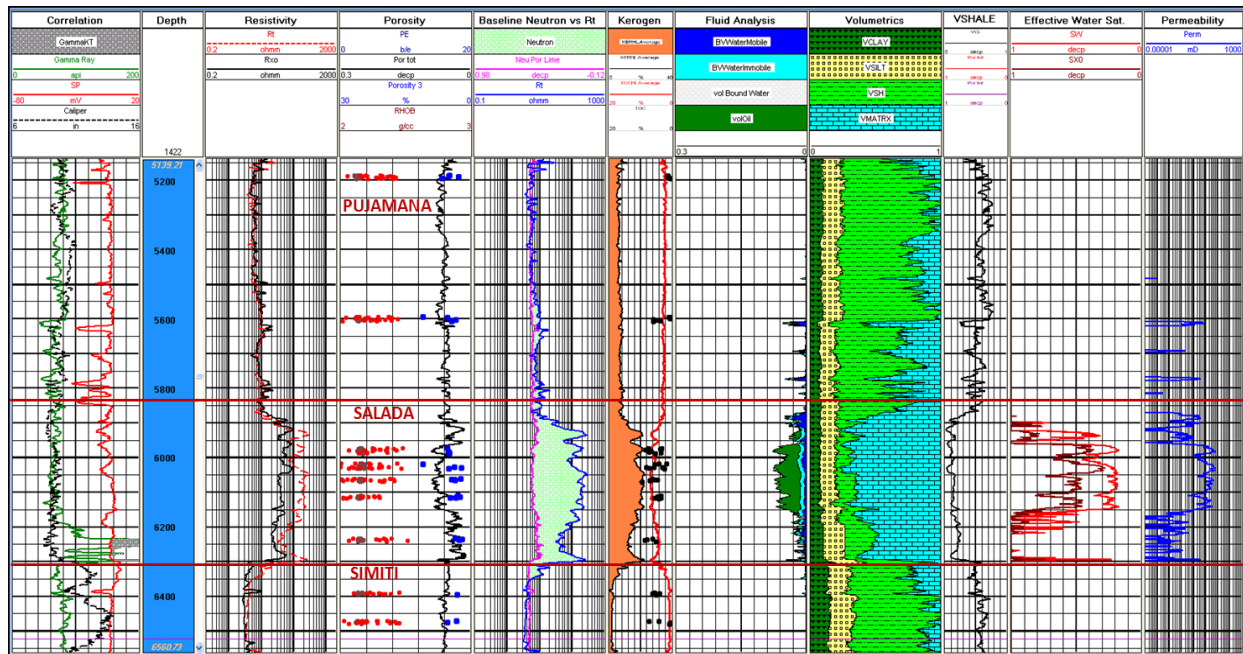 Correlation Depth Resistivity Porosity Baseline Neutron vs Rt Kerogen Fluid Analysis Volumetrics VSHALE Effective Water Sat. Permeability
GammaKT
Gamma Ray
0 api 200
SP
-80 mV 20
Caliper
6 in 16
1422
Rt
0.2 ohmm 2000
Rxo
0.2 ohmm 2000
PE
0 b/e 20
Por tot
0.3 decp 0
Porosity 3
30 % 0
RHOB
2 g/cc 3
Neutron
Neu Por Lime
0.98 decp -0.12
Rt
0.1 ohmm 1000
BVWaterMobile
BVWaterImmobile
vol Bound Water
volOil
0.3 0
VCLAY
VSILT
VSH
VMATRX
0 1
SW
1 decp 0
SXO
1 decp 0
Perm
0.00001 mD 1000
5139.21
5200
PUJAMANA
5400
5600
5800
SALADA
6000
6200
SIMITI
6400
6560.73